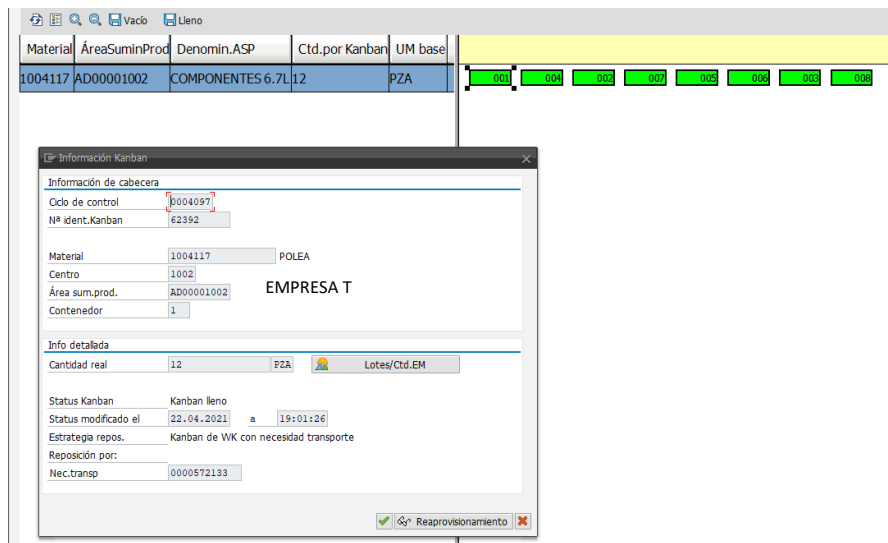 Vacío Lleno
Material ÁreaSuminProd Denomin.ASP Ctd.por Kanban UM base
1004117 AD00001002 COMPONENTES 6.7L 12 PZA 001 004 002 007 005 006 003 008
Información Kanban
Información de cabecera
Ciclo de control 0004097
Nª ident.Kanban 62392
Material 1004117 POLEA
Centro 1002
EMPRESA T
Área sum.prod. AD00001002
Contenedor 1
Info detallada
Cantidad real 12 PZA Lotes/Ctd.EM
Status Kanban Kanban lleno
Status modificado el 22.04.2021 a 19:01:26
Estrategia repos. Kanban de WK con necesidad transporte
Reposición por:
Nec.transp 0000572133
Reaprovisionamiento